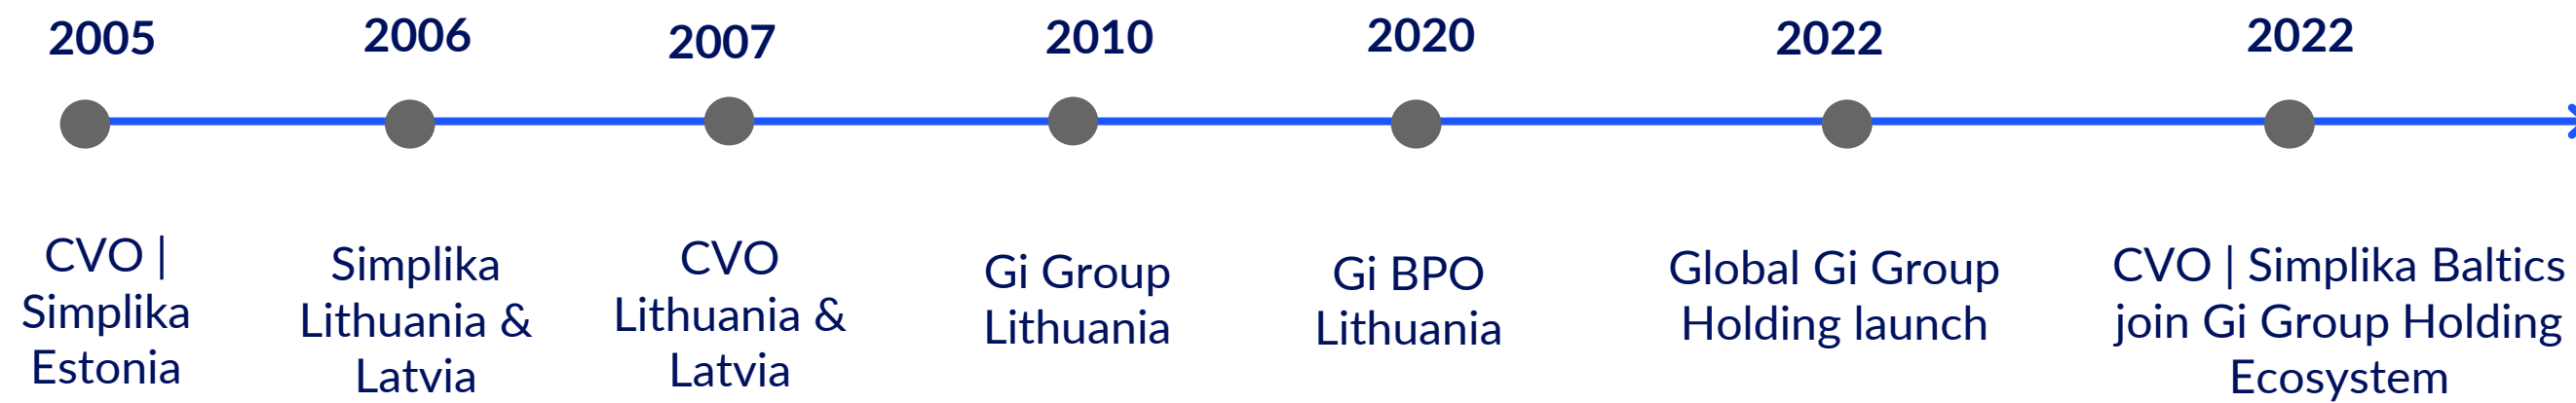 2005
2006
2007
2010
2020
2022
2022
CVO |
Simplika
Estonia
Simplika
Lithuania &
Latvia
CVO
Lithuania &
Latvia
Gi Group
Lithuania
Gi BPO
Lithuania
Global Gi Group
Holding launch
CVO | Simplika Baltics
join Gi Group Holding
Ecosystem